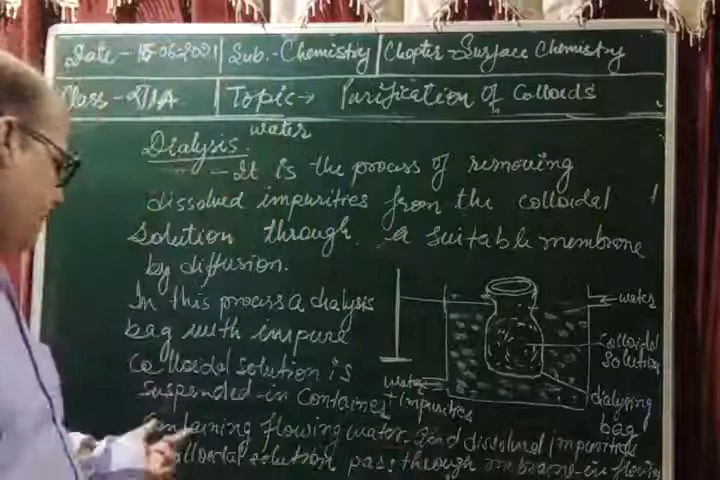 Date - 15-06-2021 | Sub. - Chemistry | Chapter - Surface Chemistry
Class - XII A | Topic → Purification Of Colloids
water
Dialysis.
- It is the process of removing
dissolved impurities from the colloidal
solution through a suitable membrane
by diffusion.
In this process a dialysis
bag with impure
colloidal solution is
suspended in container
containing flowing water and dissolved impurities
colloidal solution pass through membrane in flowing
water
colloidal
solution
dialysing
bag
water
+ impurities